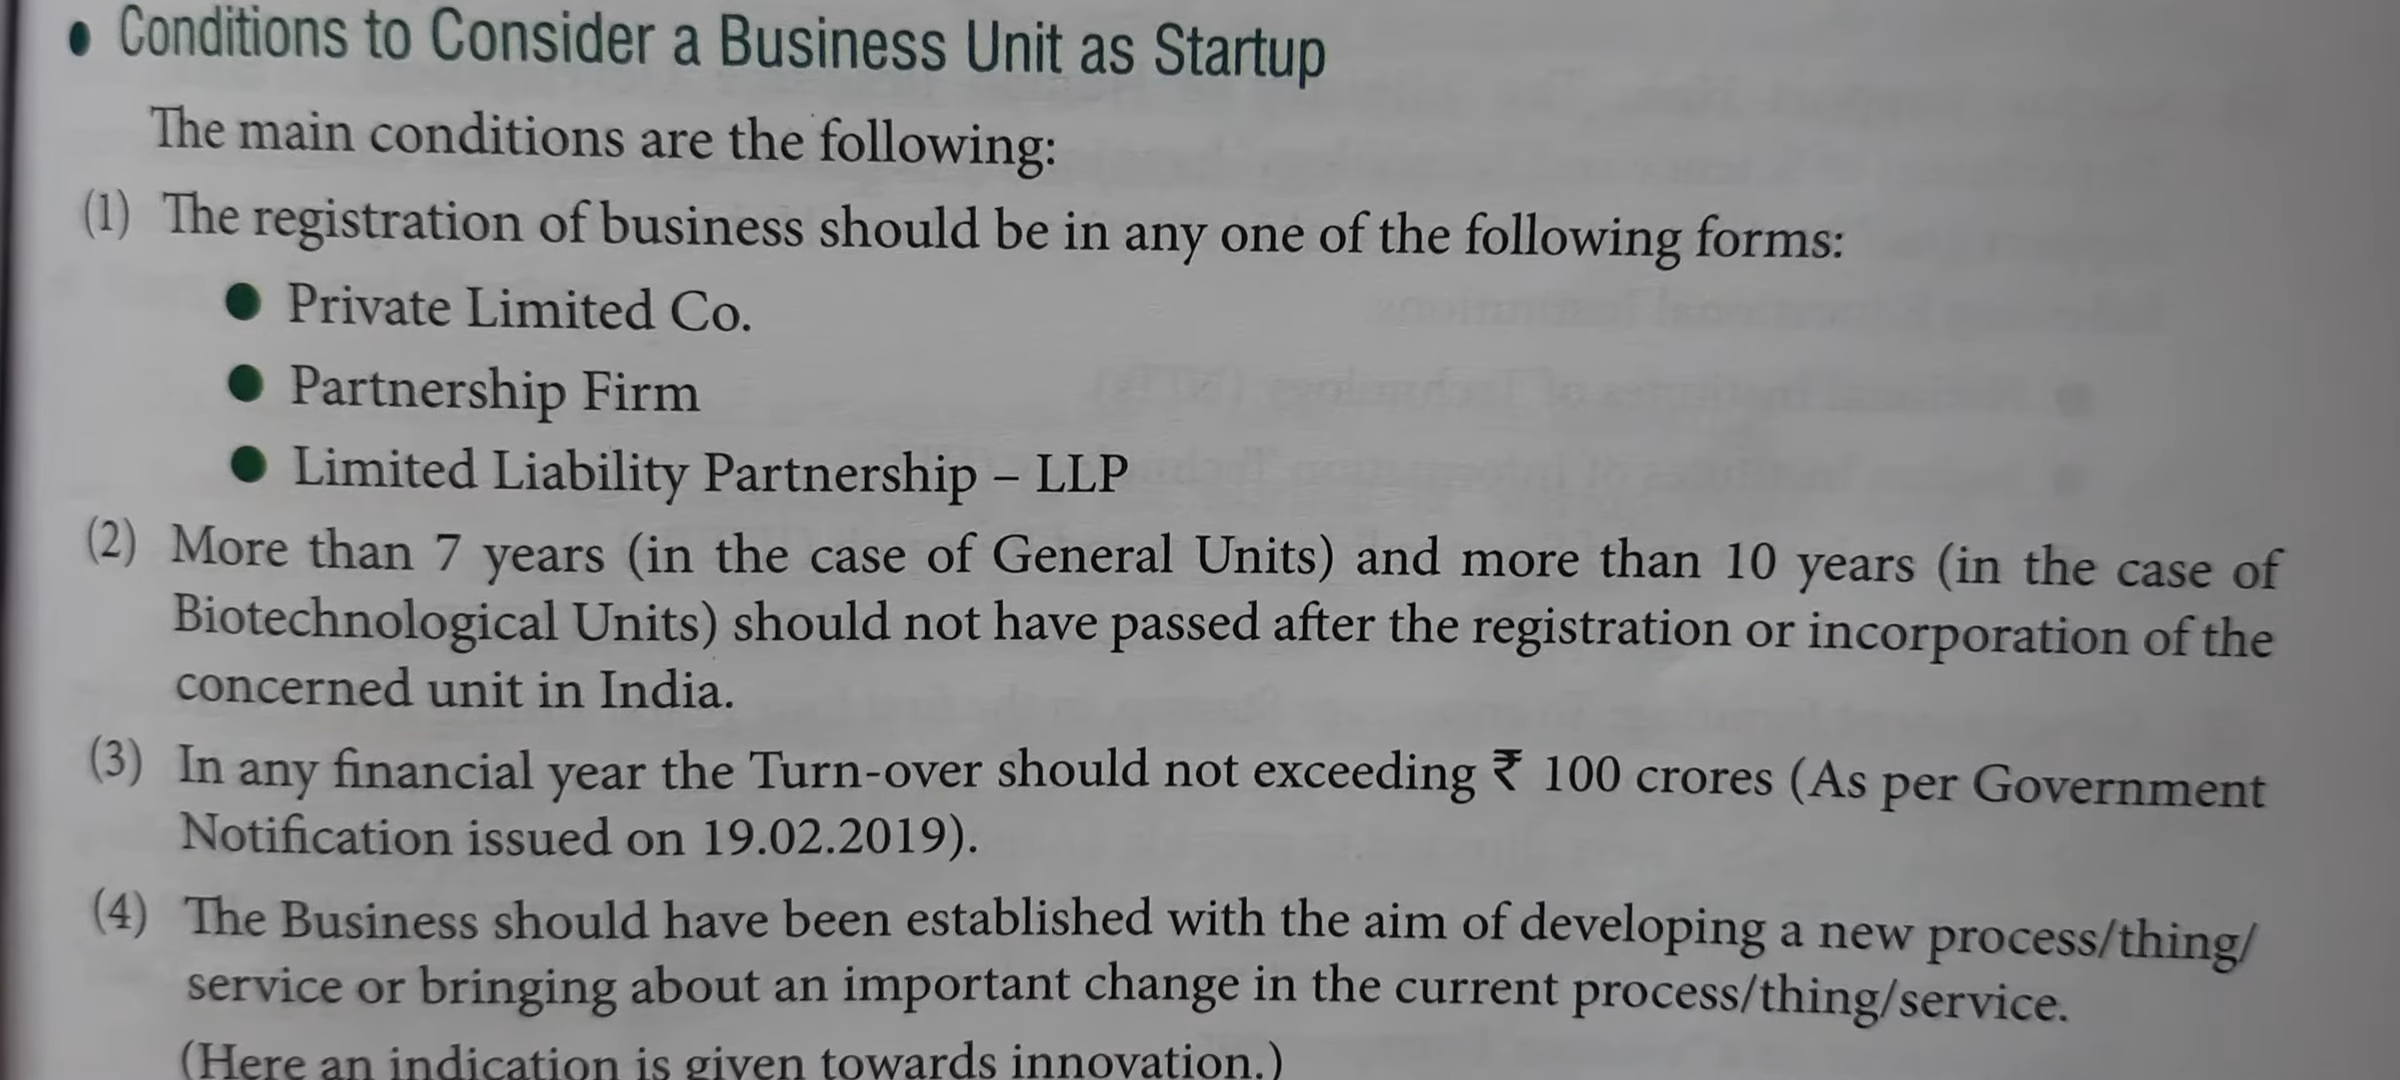 • Conditions to Consider a Business Unit as Startup
The main conditions are the following:
(1) The registration of business should be in any one of the following forms:
● Private Limited Co.
● Partnership Firm
● Limited Liability Partnership – LLP
(2) More than 7 years (in the case of General Units) and more than 10 years (in the case of
Biotechnological Units) should not have passed after the registration or incorporation of the
concerned unit in India.
(3) In any financial year the Turn-over should not exceeding ₹ 100 crores (As per Government
Notification issued on 19.02.2019).
(4) The Business should have been established with the aim of developing a new process/thing/
service or bringing about an important change in the current process/thing/service.
(Here an indication is given towards innovation.)